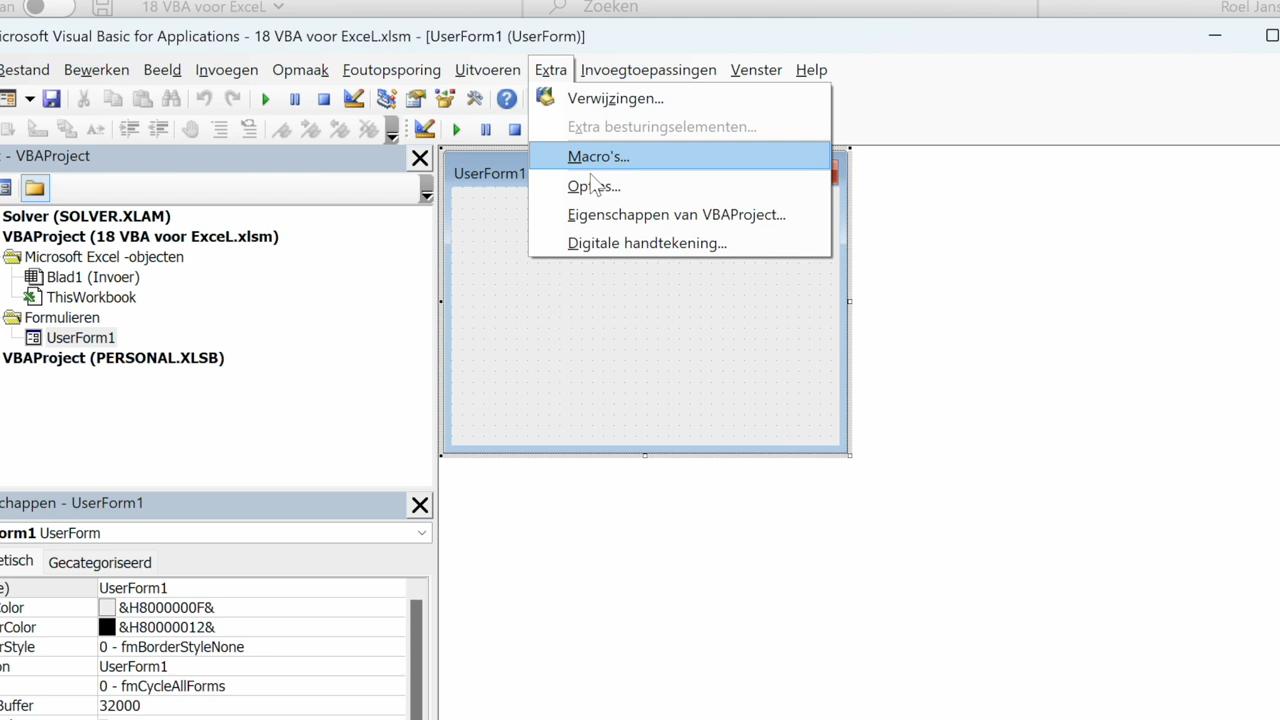 an 18 VBA voor ExceL Zoeken Roel Jans
icrosoft Visual Basic for Applications - 18 VBA voor ExceL.xlsm - [UserForm1 (UserForm)]
Bestand Bewerken Beeld Invoegen Opmaak Foutopsporing Uitvoeren Extra Invoegtoepassingen Venster Help
Verwijzingen...
Extra besturingselementen...
Macro's...
Opties...
Eigenschappen van VBAProject...
Digitale handtekening...
- VBAProject
Solver (SOLVER.XLAM)
VBAProject (18 VBA voor ExceL.xlsm)
Microsoft Excel -objecten
Blad1 (Invoer)
ThisWorkbook
Formulieren
UserForm1
VBAProject (PERSONAL.XLSB)
UserForm1
chappen - UserForm1
orm1 UserForm
etisch Gecategoriseerd
e) UserForm1
olor &H8000000F&
rColor &H80000012&
rStyle 0 - fmBorderStyleNone
on UserForm1
0 - fmCycleAllForms
Buffer 32000